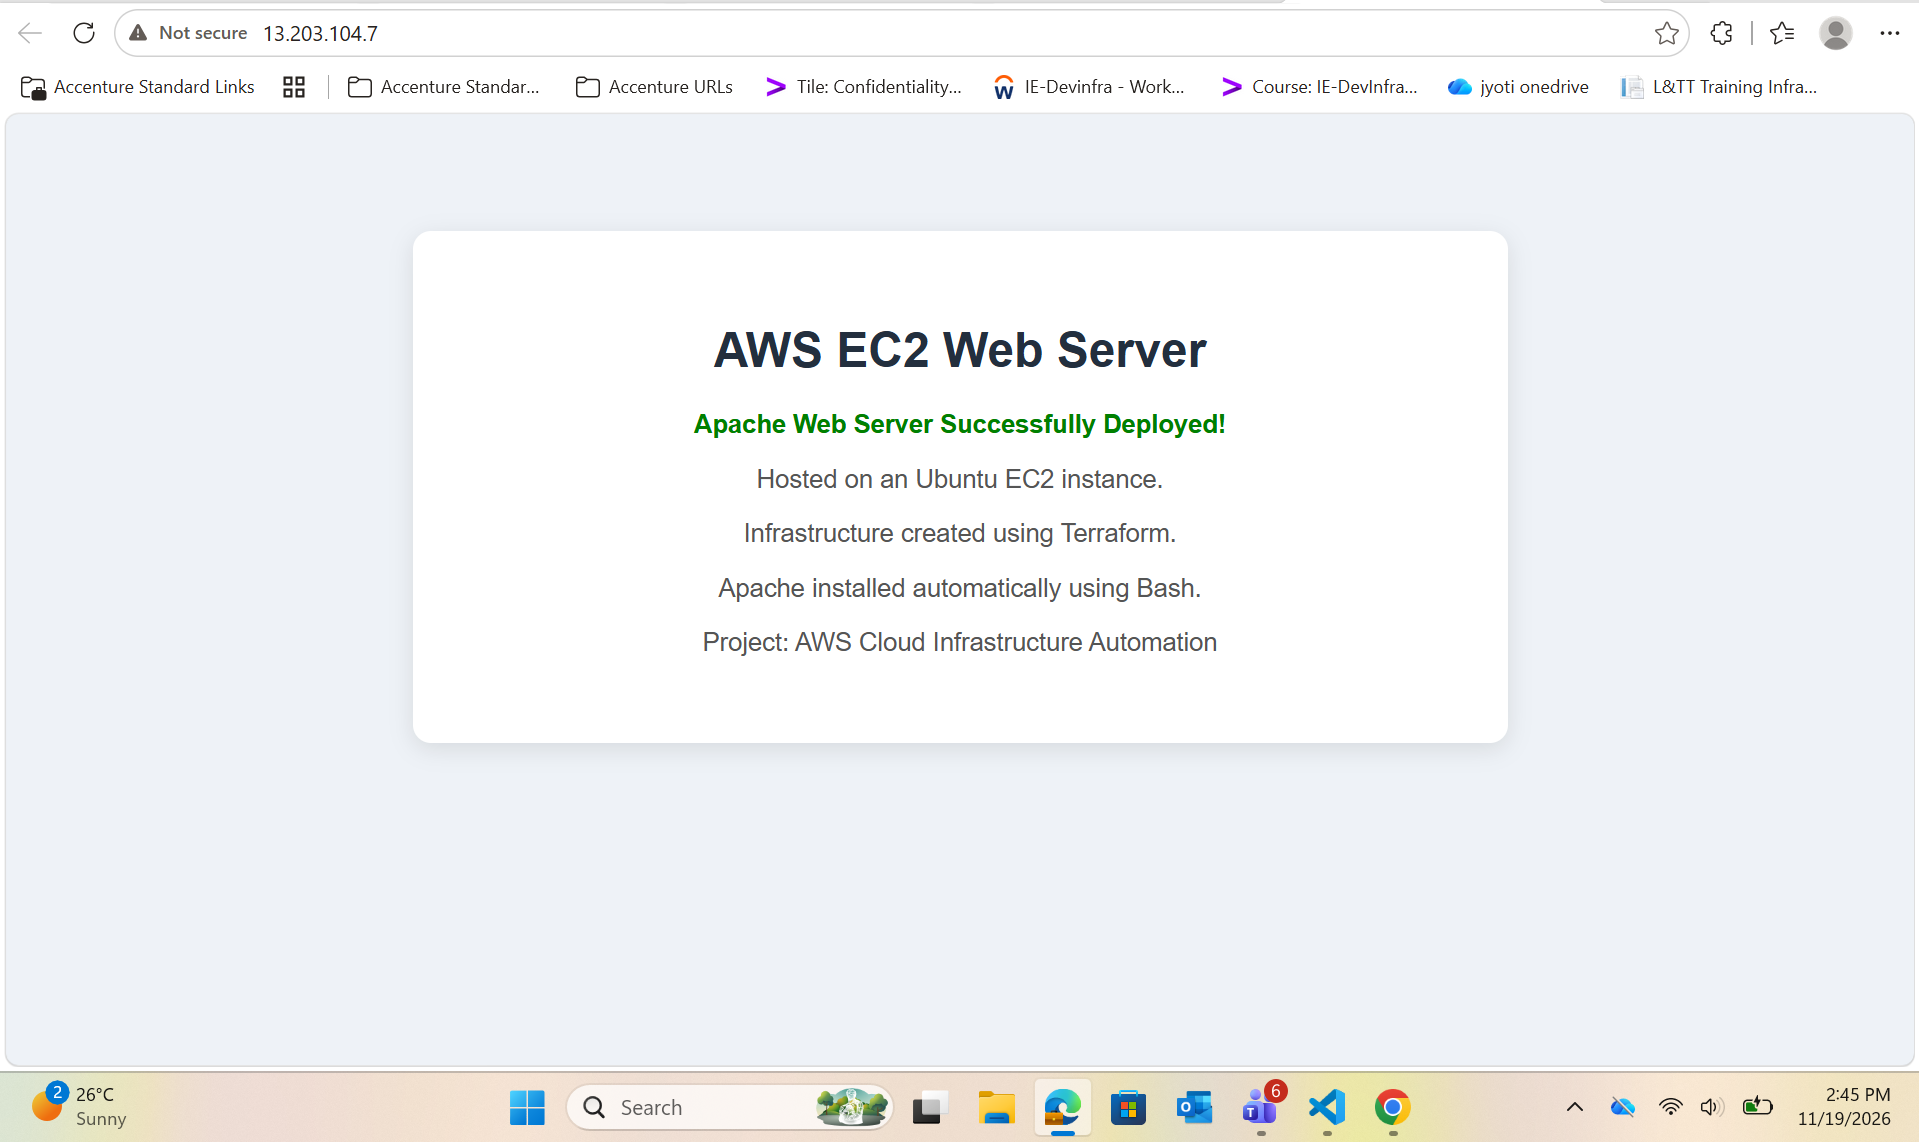 Not secure 13.203.104.7
Accenture Standard Links Accenture Standar... Accenture URLs Tile: Confidentiality... IE-Devinfra - Work... Course: IE-DevInfra... jyoti onedrive L&TT Training Infra...
AWS EC2 Web Server
Apache Web Server Successfully Deployed!
Hosted on an Ubuntu EC2 instance.
Infrastructure created using Terraform.
Apache installed automatically using Bash.
Project: AWS Cloud Infrastructure Automation
2 26°C
Sunny
Search
6
2:45 PM
11/19/2026